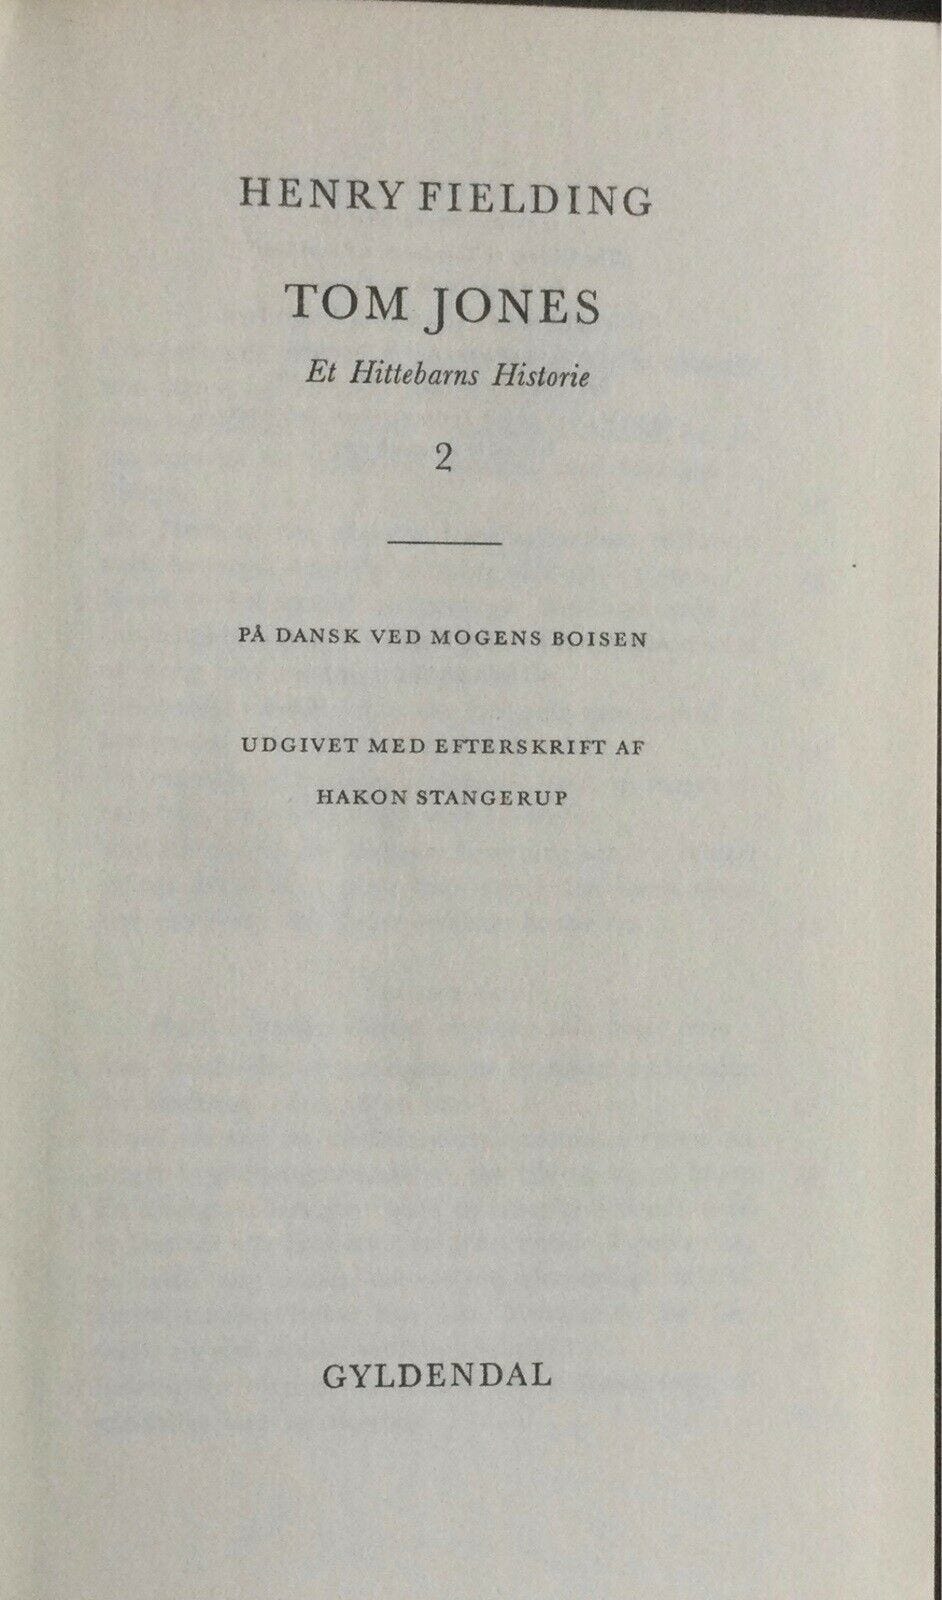 HENRY FIELDING
TOM JONES
Et Hittebarns Historie
2
PÅ DANSK VED MOGENS BOISEN
UDGIVET MED EFTERSKRIFT AF
HAKON STANGERUP
GYLDENDAL